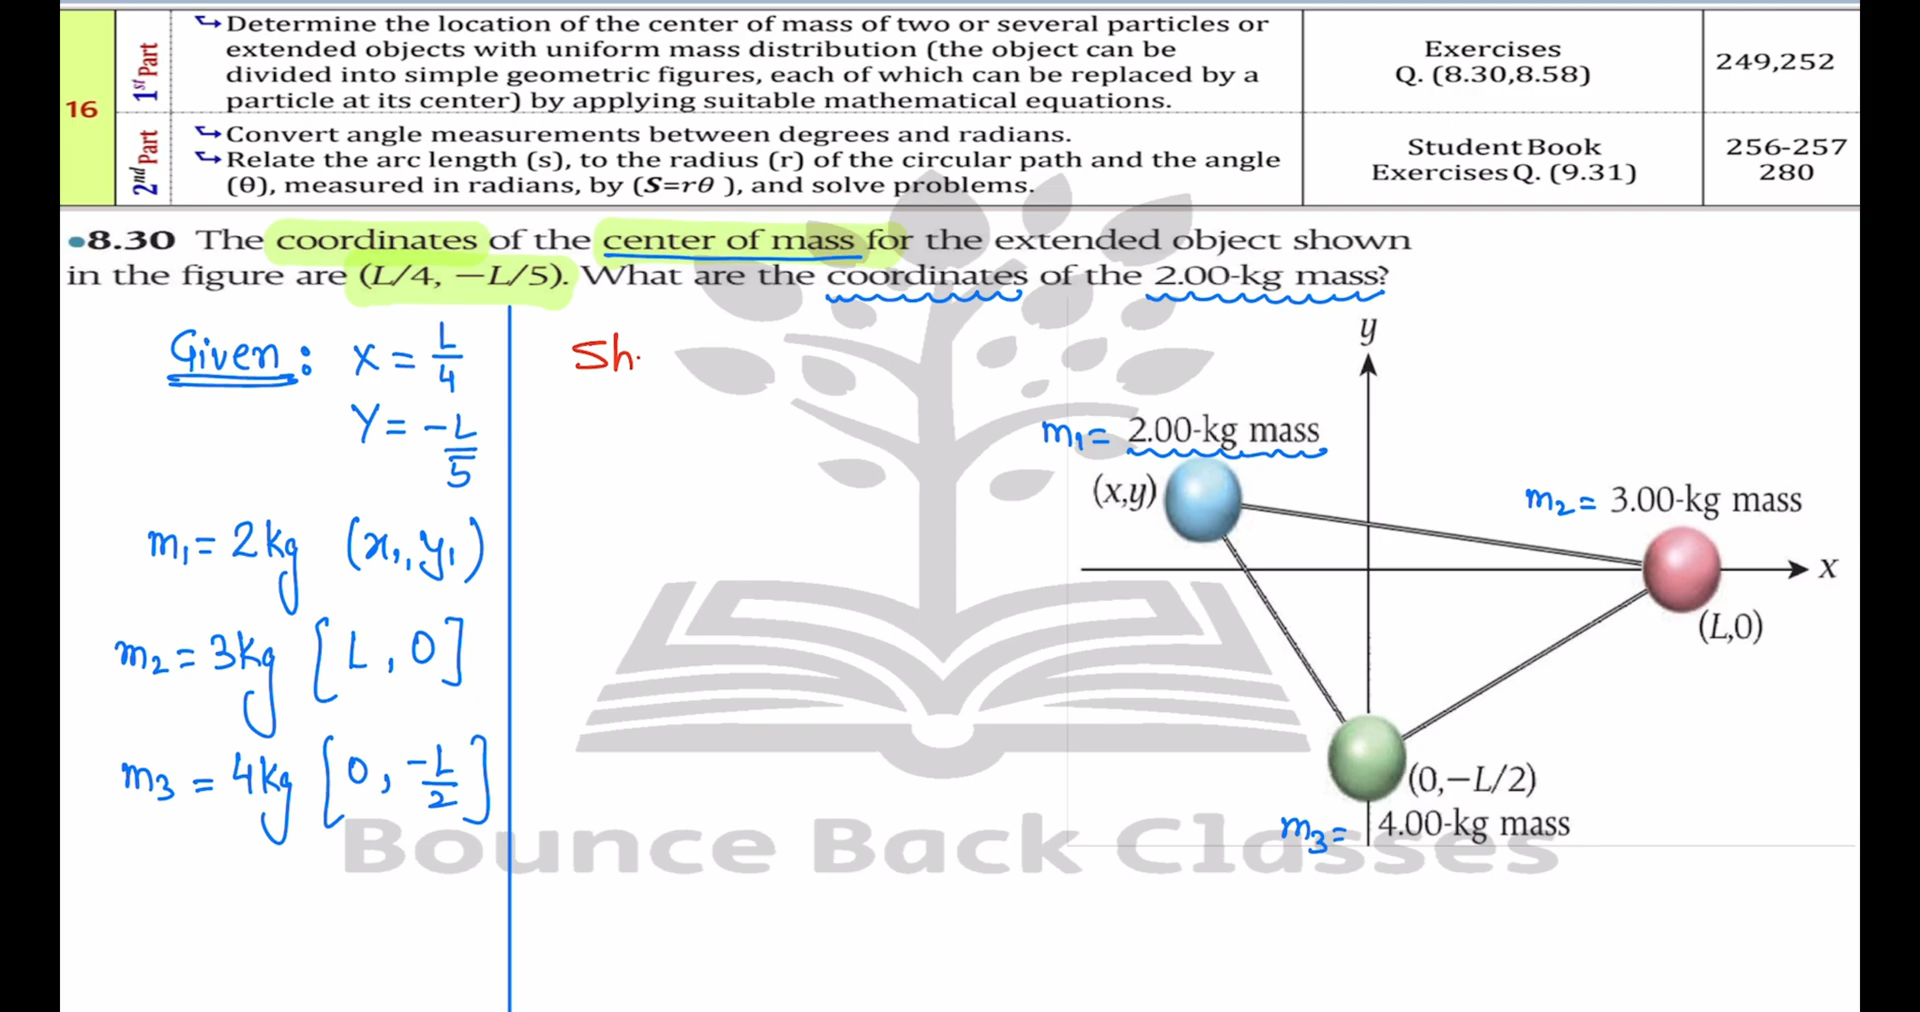 16
1st Part
↪Determine the location of the center of mass of two or several particles or
extended objects with uniform mass distribution (the object can be
divided into simple geometric figures, each of which can be replaced by a
particle at its center) by applying suitable mathematical equations.
Exercises
Q. (8.30,8.58)
249,252
2nd Part
↪Convert angle measurements between degrees and radians.
↪Relate the arc length (s), to the radius (r) of the circular path and the angle
(θ), measured in radians, by (S=rθ ), and solve problems.
Student Book
Exercises Q. (9.31)
256-257
280
•8.30 The coordinates of the center of mass for the extended object shown
in the figure are (L/4, −L/5). What are the coordinates of the 2.00-kg mass?
Given: X = L/4
Y = -L/5
m₁ = 2kg (x₁, y₁)
m₂ = 3kg [L, 0]
m₃ = 4kg [0, -L/2]
Sh.
y
m₁ = 2.00-kg mass
(x,y)
m₂ = 3.00-kg mass
x
(L,0)
(0,−L/2)
m₃ = 4.00-kg mass
Bounce Back Classes